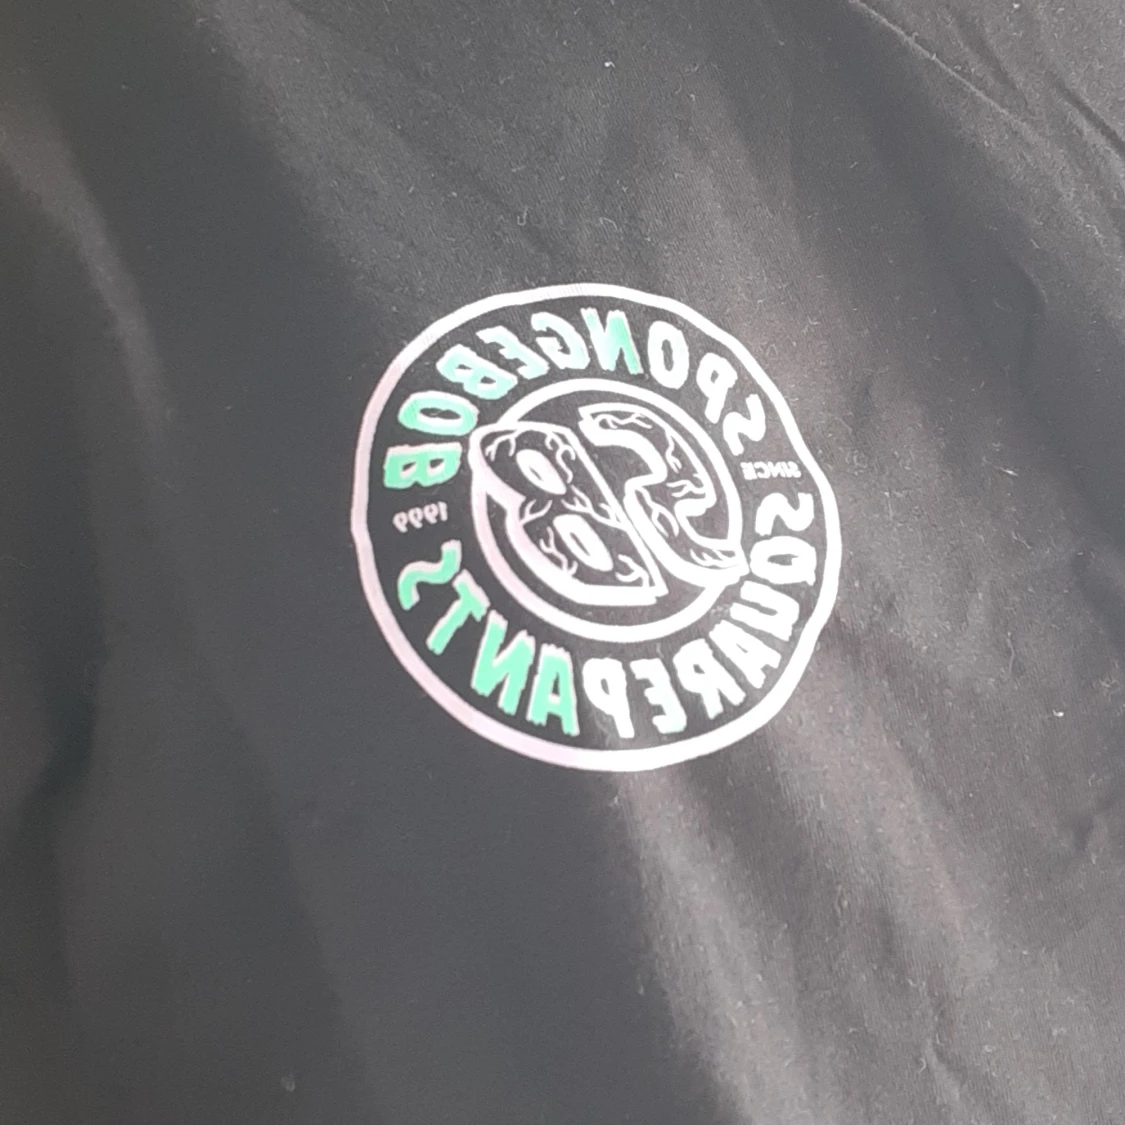 SPONGEBOB
SINCE
1999
SB
SQUAREPANTS